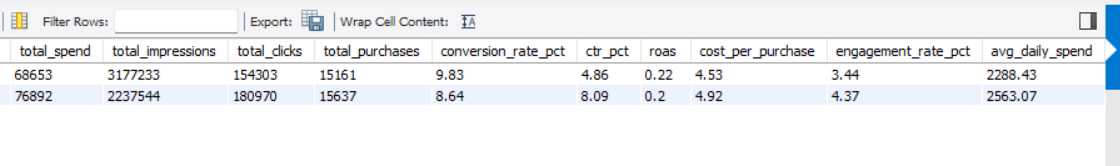 Filter Rows: Export: Wrap Cell Content: IA
total_spend total_impressions total_clicks total_purchases conversion_rate_pct ctr_pct roas cost_per_purchase engagement_rate_pct avg_daily_spend
68653 3177233 154303 15161 9.83 4.86 0.22 4.53 3.44 2288.43
76892 2237544 180970 15637 8.64 8.09 0.2 4.92 4.37 2563.07